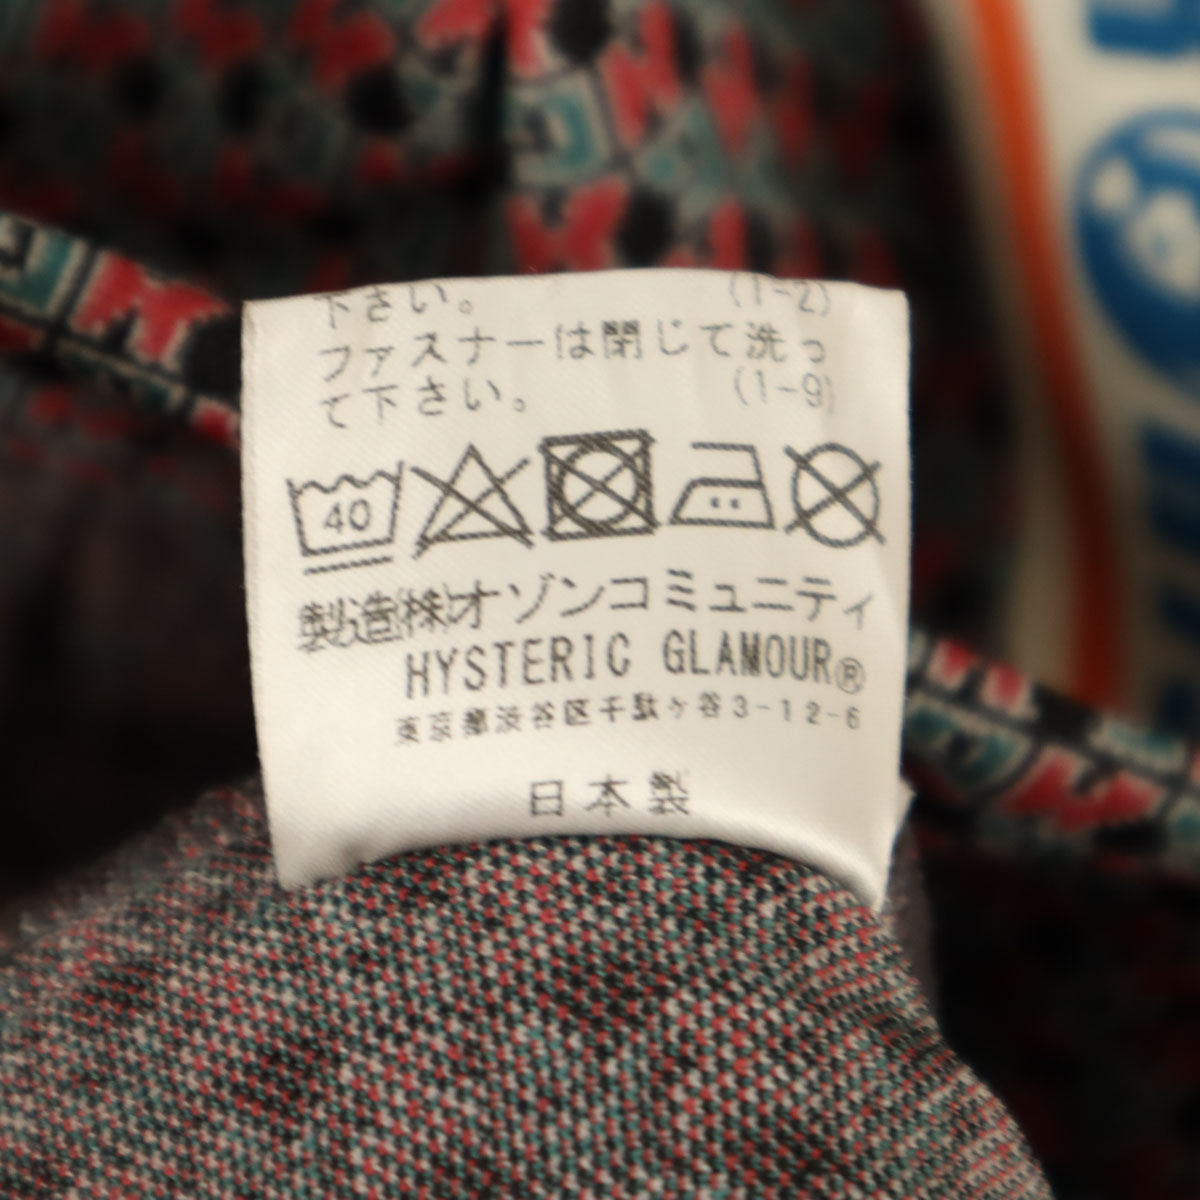 下さい。 (1-2)
ファスナーは閉じて洗っ
て下さい。 (1-9)
40
製造(株)オゾンコミュニティ
HYSTERIC GLAMOUR®
東京都渋谷区千駄ヶ谷3-12-6
日本製